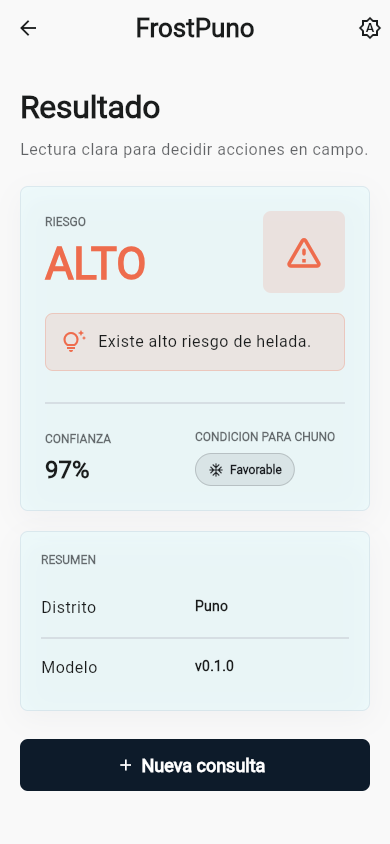 FrostPuno
Resultado
Lectura clara para decidir acciones en campo.
RIESGO
ALTO
Existe alto riesgo de helada.
CONFIANZA
97%
CONDICION PARA CHUNO
Favorable
RESUMEN
Distrito
Puno
Modelo
v0.1.0
+ Nueva consulta